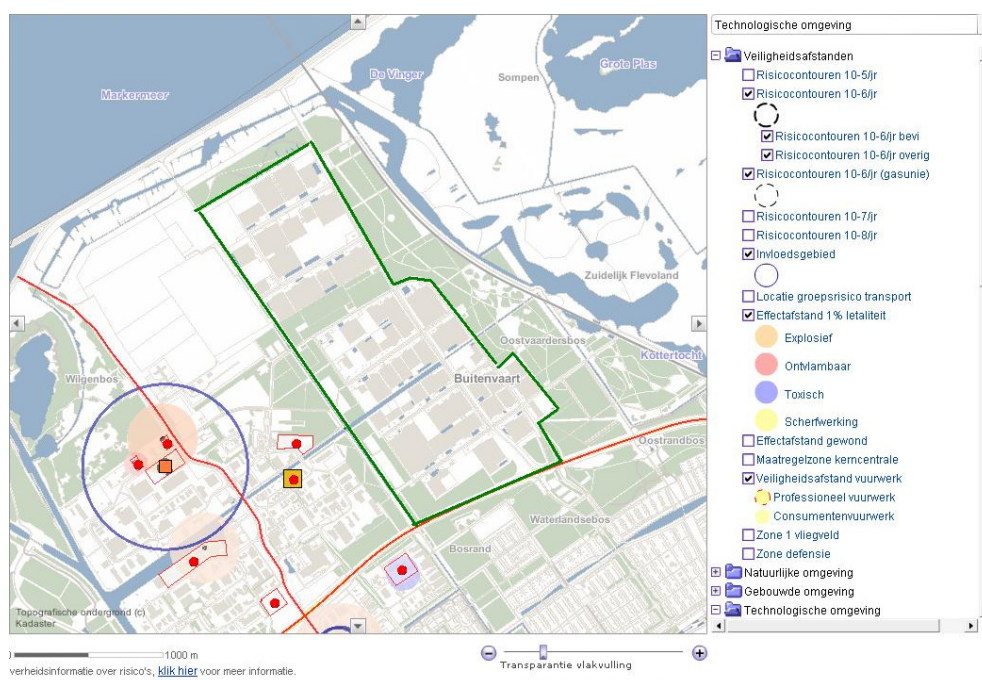 Markermeer
De Vinger
Sompen
Grote Plas
Zuidelijk Flevoland
Oostvaardersbos
Kottertocht
Wilgenbos
Buitenvaart
Oostrandbos
Waterlandsebos
Bosrand
Topografische ondergrond (c)
Kadaster
1000 m
verheidsinformatie over risico's, klik hier voor meer informatie.
Transparantie vlakvulling
Technologische omgeving
Veiligheidsafstanden
Risicocontouren 10-5/jr
Risicocontouren 10-6/jr
Risicocontouren 10-6/jr bevi
Risicocontouren 10-6/jr overig
Risicocontouren 10-6/jr (gasunie)
Risicocontouren 10-7/jr
Risicocontouren 10-8/jr
Invloedsgebied
Locatie groepsrisico transport
Effectafstand 1% letaliteit
Explosief
Ontvlambaar
Toxisch
Scherfwerking
Effectafstand gewond
Maatregelzone kerncentrale
Veiligheidsafstand vuurwerk
Professioneel vuurwerk
Consumentenvuurwerk
Zone 1 vliegveld
Zone defensie
Natuurlijke omgeving
Gebouwde omgeving
Technologische omgeving